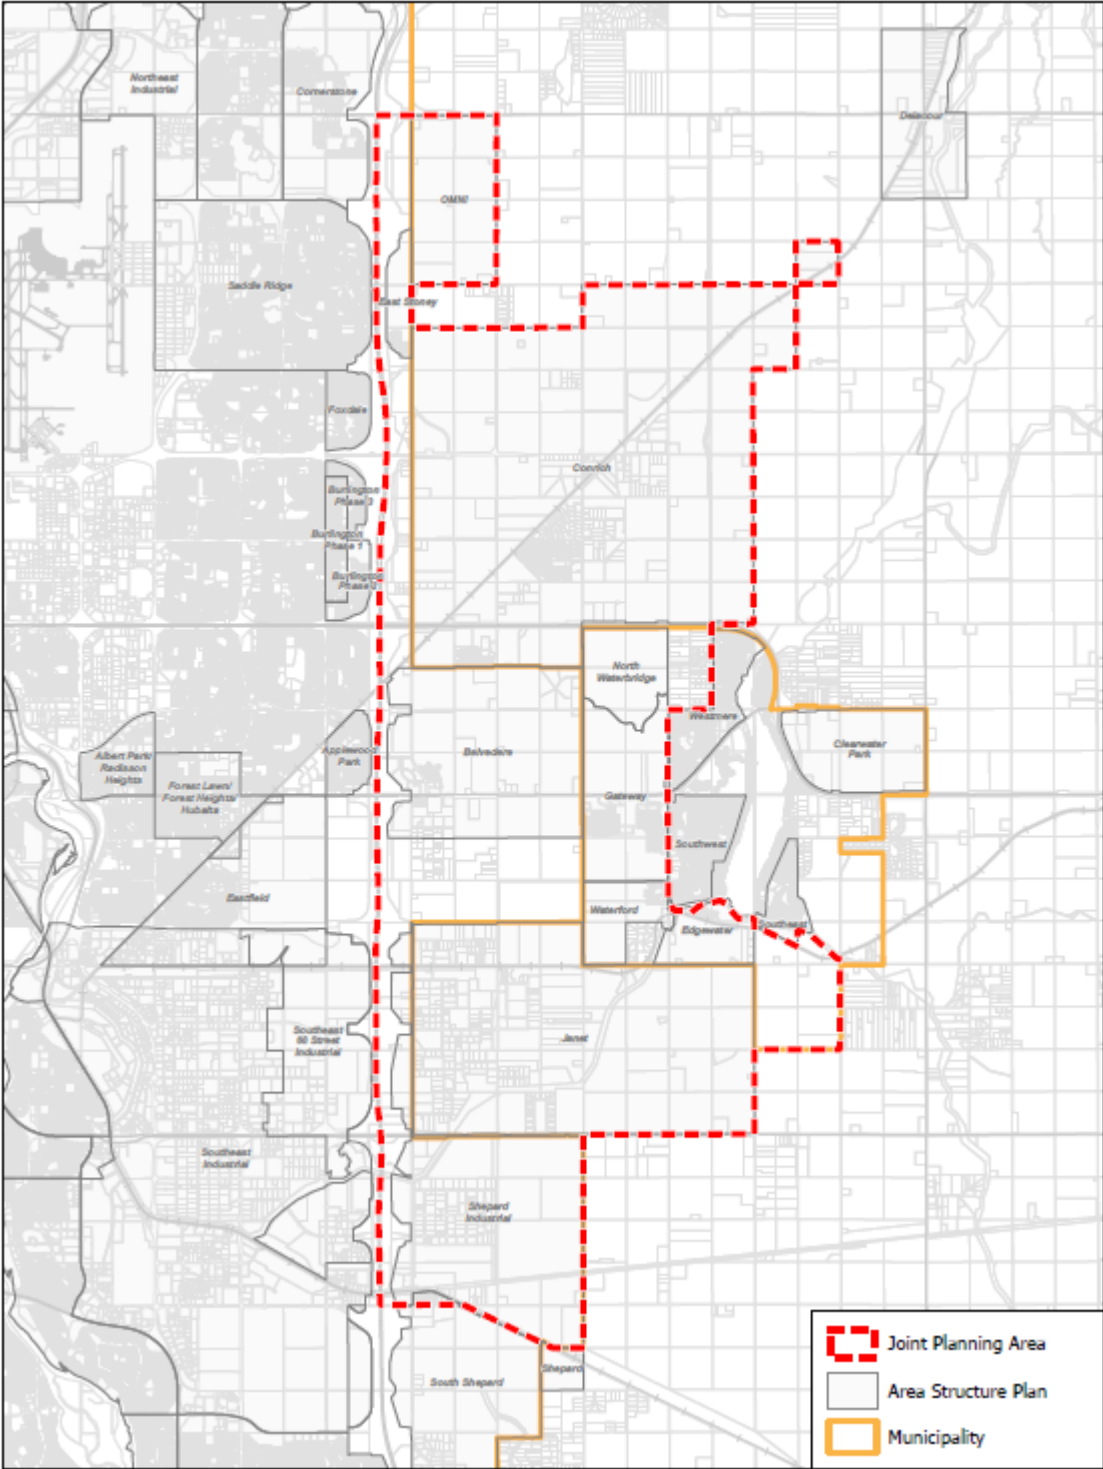 Northeast
Industrial
Cornerstone
Delacour
OMNI
Saddle Ridge
East Stoney
Foxdale
Conrich
Burlington
Phase 3
Burlington
Phase 1
Burlington
Phase 2
North
Waterbridge
Westmere
Albert Park/
Radisson
Heights
Applewood
Park
Belvedere
Clearwater
Park
Forest Lawn/
Forest Heights/
Hubalta
Gateway
Southwest
Eastfield
Waterford
Edgewater
Southeast
Southeast
68 Street
Industrial
Janet
Southeast
Industrial
Shepard
Industrial
South Shepard
Shepard
Joint Planning Area
Area Structure Plan
Municipality